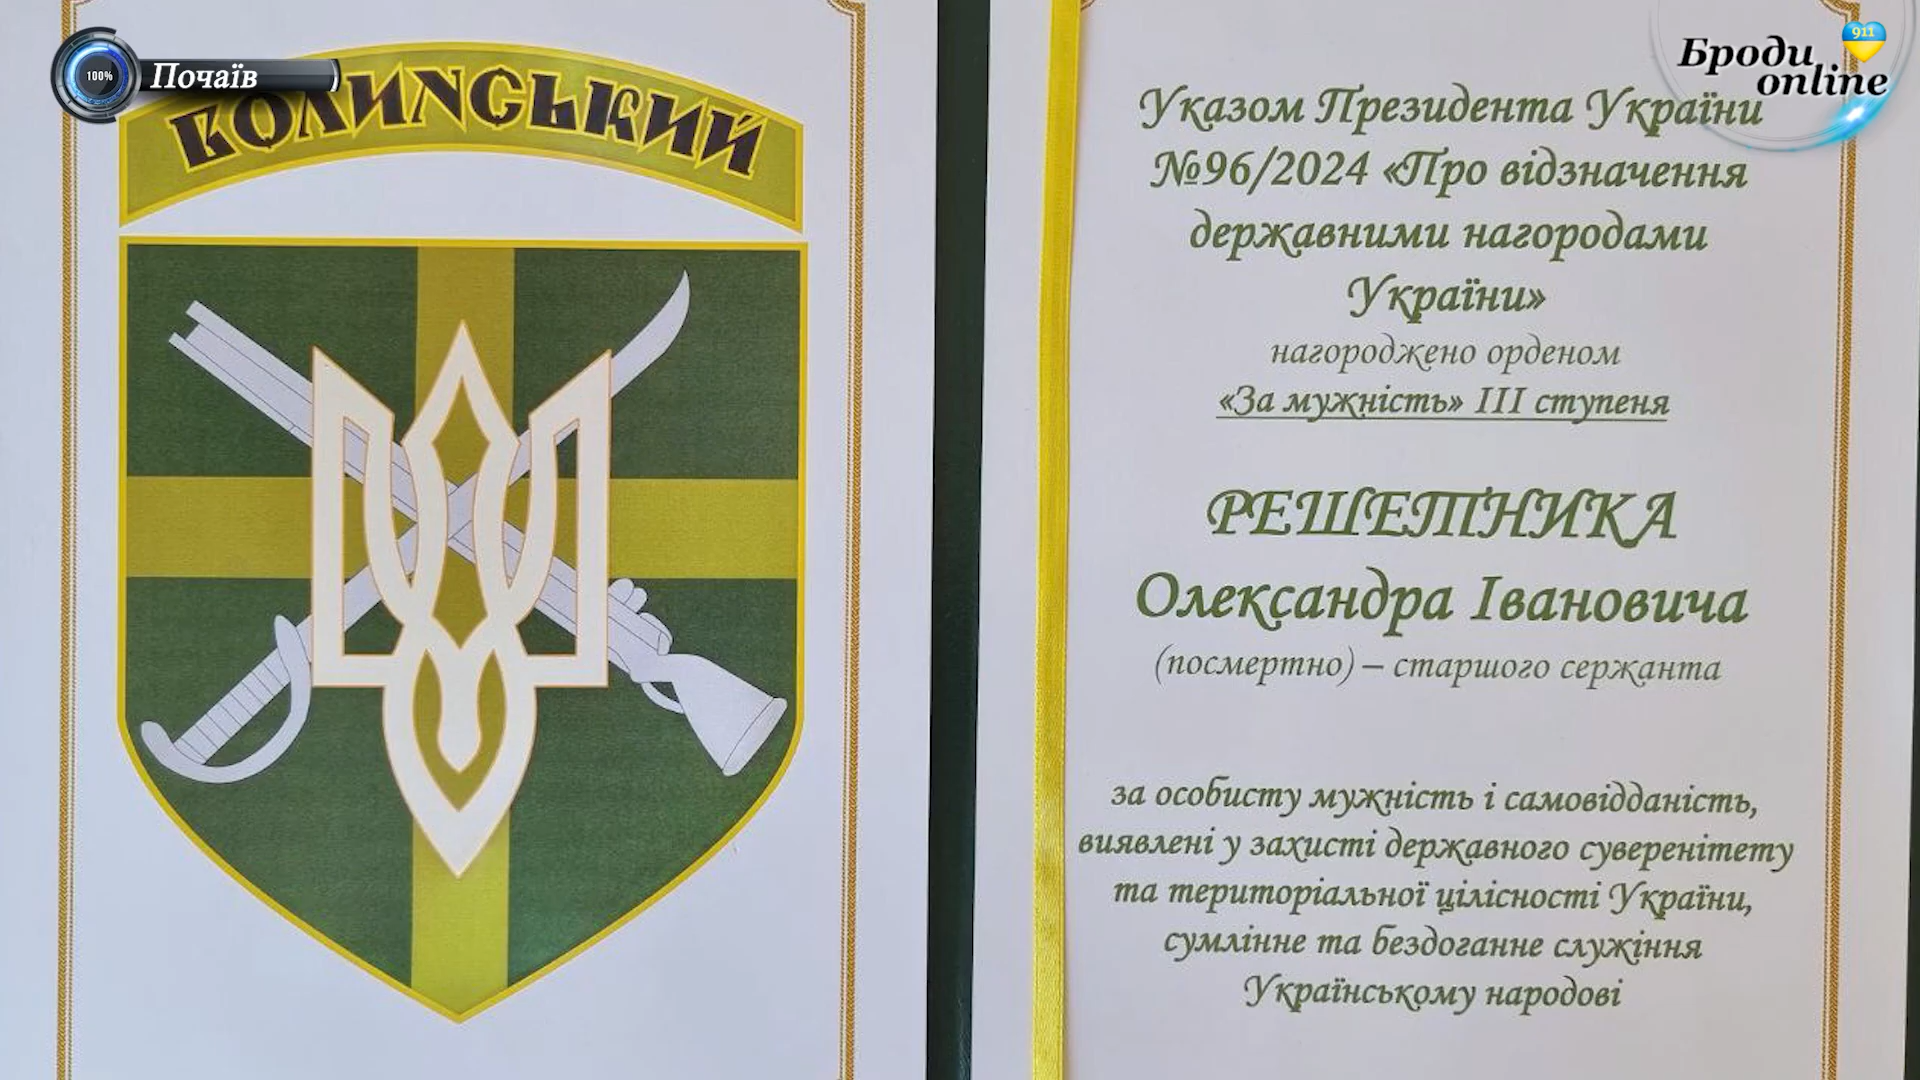 100%
Почаїв
ВОЛИНСЬКИЙ
911
Броди
online
Указом Президента України
№96/2024 «Про відзначення
державними нагородами
України»
нагороджено орденом
«За мужність» III ступеня
РЕШЕТНИКА
Олександра Івановича
(посмертно) – старшого сержанта
за особисту мужність і самовідданість,
виявлені у захисті державного суверенітету
та територіальної цілісності України,
сумлінне та бездоганне служіння
Українському народові